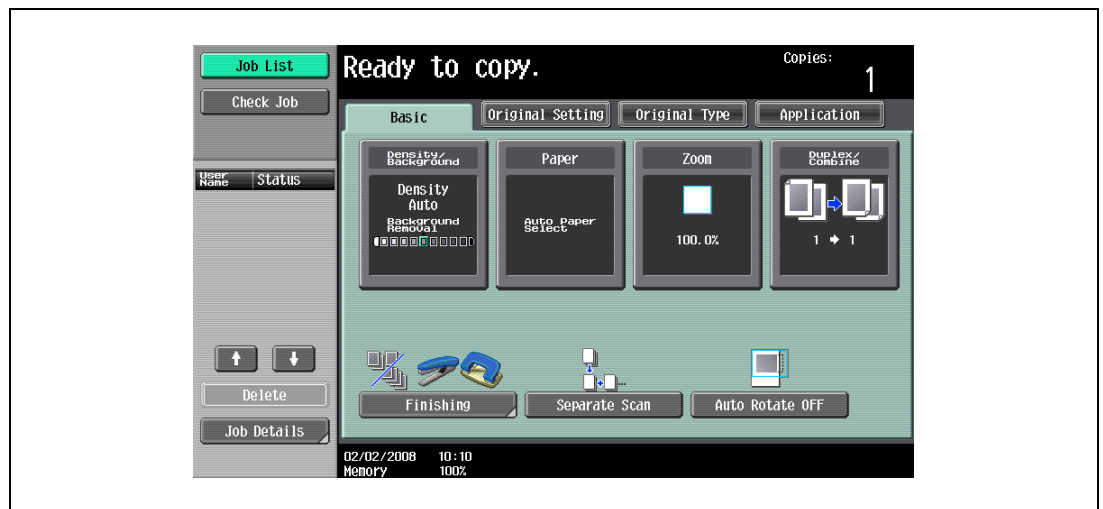 Job List
Check Job
User Name Status
Delete
Job Details
Ready to copy.
Copies:
1
Basic
Original Setting
Original Type
Application
Density/
Background
Density
Auto
Background
Removal
Paper
Auto Paper
Select
Zoom
100.0%
Duplex/
Combine
1 → 1
Finishing
Separate Scan
Auto Rotate OFF
02/02/2008 10:10
Memory 100%